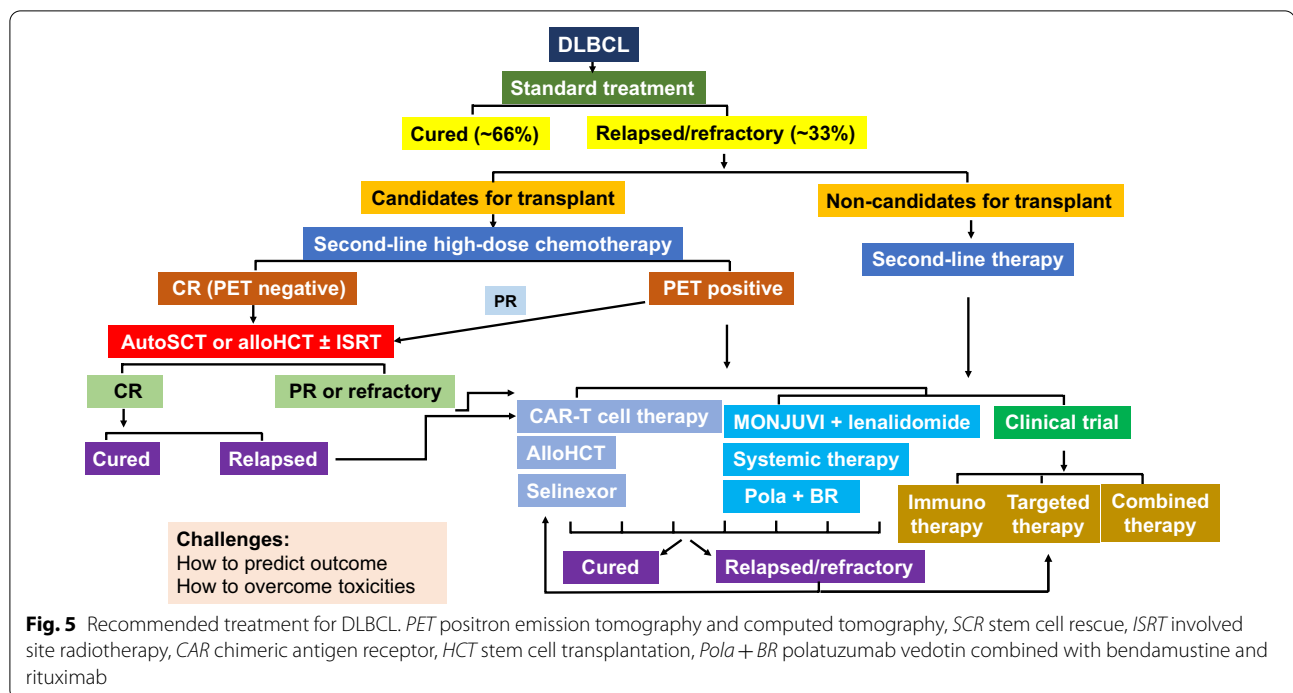 DLBCL
Standard treatment
Cured (~66%)
Relapsed/refractory (~33%)
Candidates for transplant
Non-candidates for transplant
Second-line high-dose chemotherapy
Second-line therapy
CR (PET negative)
PR
PET positive
AutoSCT or alloHCT ± ISRT
CR
PR or refractory
Cured
Relapsed
CAR-T cell therapy
AlloHCT
Selinexor
MONJUVI + lenalidomide
Systemic therapy
Pola + BR
Clinical trial
Immuno
therapy
Targeted
therapy
Combined
therapy
Cured
Relapsed/refractory
Challenges:
How to predict outcome
How to overcome toxicities
Fig. 5 Recommended treatment for DLBCL. PET positron emission tomography and computed tomography, SCR stem cell rescue, ISRT involved
site radiotherapy, CAR chimeric antigen receptor, HCT stem cell transplantation, Pola + BR polatuzumab vedotin combined with bendamustine and
rituximab